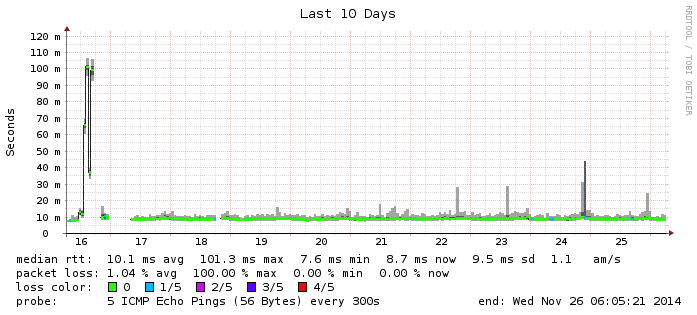 Last 10 Days
RRDTOOL / TOBI OETIKER
Seconds
120 m
110 m
100 m
90 m
80 m
70 m
60 m
50 m
40 m
30 m
20 m
10 m
0
16 17 18 19 20 21 22 23 24 25
median rtt: 10.1 ms avg 101.3 ms max 7.6 ms min 8.7 ms now 9.5 ms sd 1.1 am/s
packet loss: 1.04 % avg 100.00 % max 0.00 % min 0.00 % now
loss color: 0 1/5 2/5 3/5 4/5
probe: 5 ICMP Echo Pings (56 Bytes) every 300s end: Wed Nov 26 06:05:21 2014